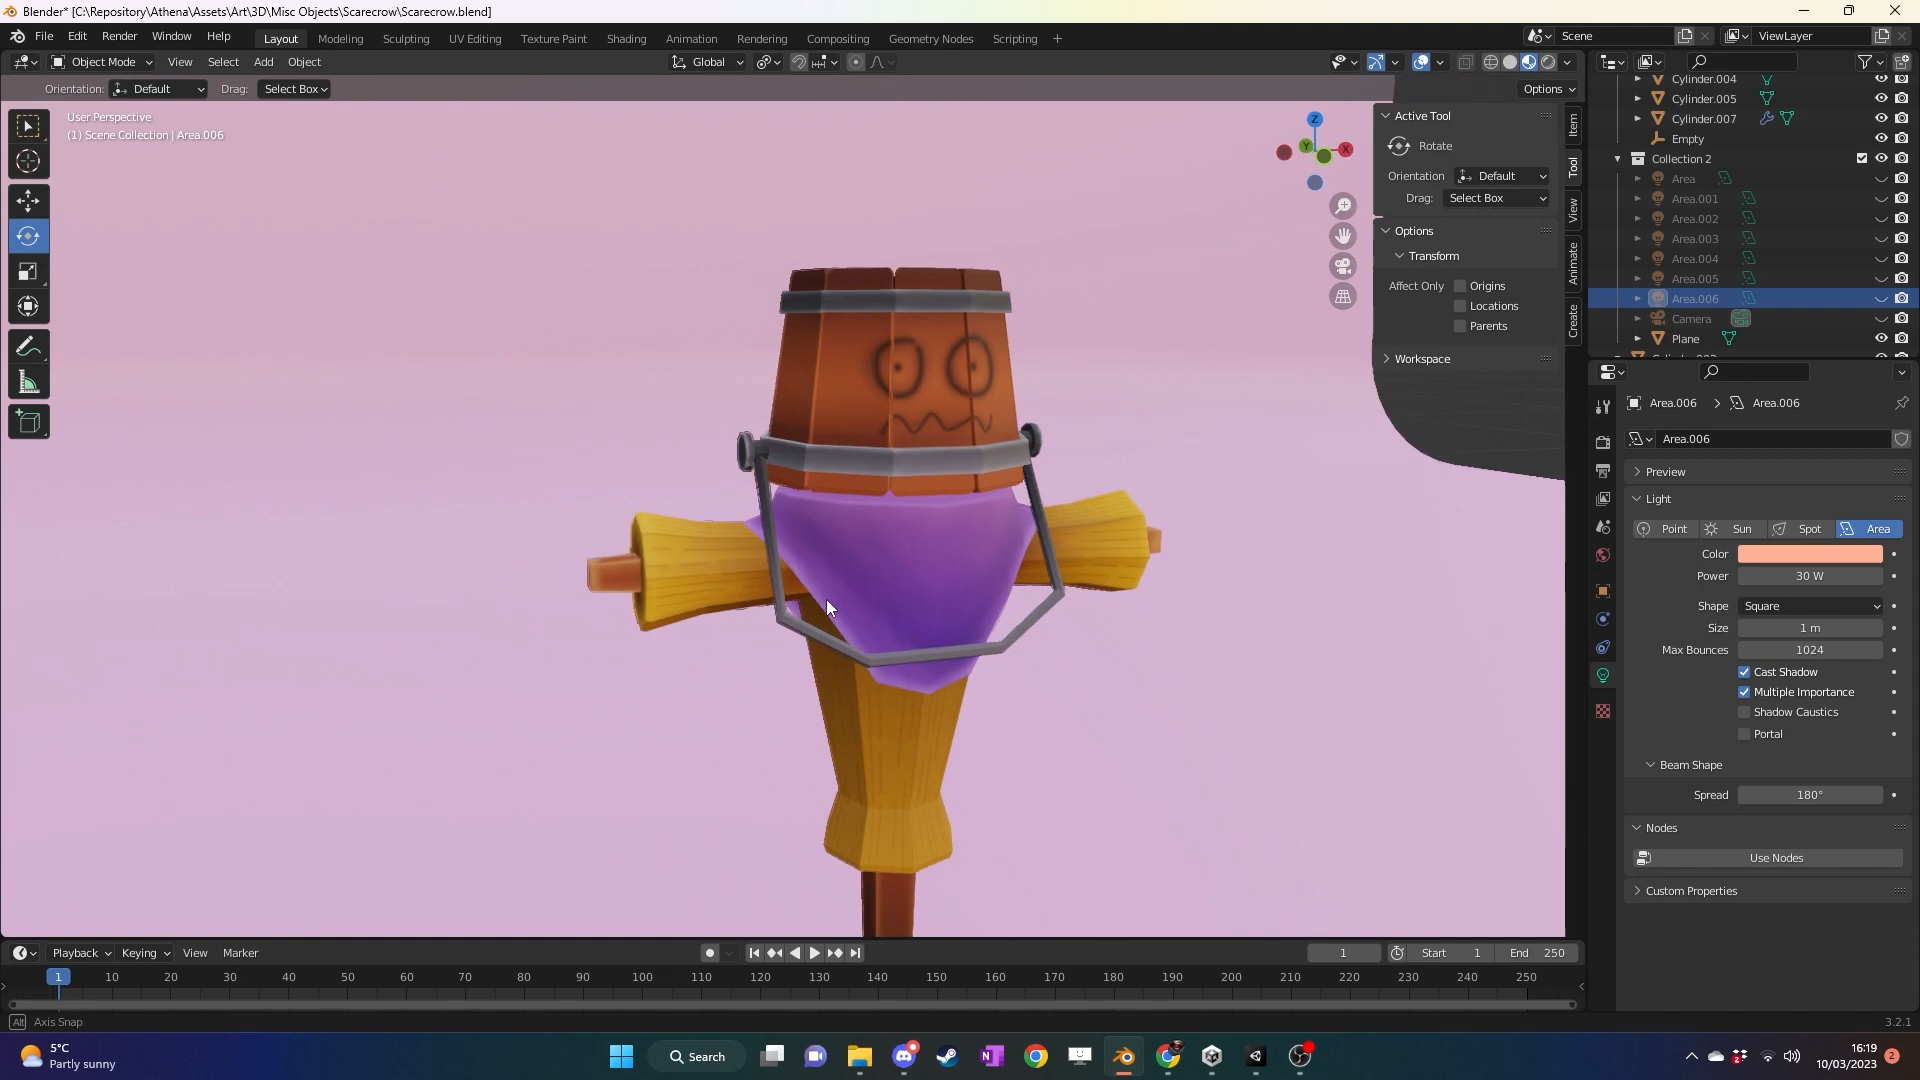 Blender* [C:\Repository\Athena\Assets\Art\3D\Misc Objects\Scarecrow\Scarecrow.blend]
File Edit Render Window Help Layout Modeling Sculpting UV Editing Texture Paint Shading Animation Rendering Compositing Geometry Nodes Scripting + Scene ViewLayer
Object Mode View Select Add Object Global
Orientation: Default Drag: Select Box Options
User Perspective
(1) Scene Collection | Area.006
Z
Y
X
Active Tool
Rotate
Orientation Default
Drag: Select Box
Options
Transform
Affect Only Origins
Locations
Parents
Workspace
Item
Tool
View
Animate
Create
Cylinder.004
Cylinder.005
Cylinder.007
Empty
Collection 2
Area
Area.001
Area.002
Area.003
Area.004
Area.005
Area.006
Camera
Plane
Area.006 > Area.006
Area.006
Preview
Light
Point Sun Spot Area
Color
Power 30 W
Shape Square
Size 1 m
Max Bounces 1024
Cast Shadow
Multiple Importance
Shadow Caustics
Portal
Beam Shape
Spread 180°
Nodes
Use Nodes
Custom Properties
Playback Keying View Marker 1 Start 1 End 250
1 10 20 30 40 50 60 70 80 90 100 110 120 130 140 150 160 170 180 190 200 210 220 230 240 250
Alt Axis Snap 3.2.1
5°C
Partly sunny
Search
16:19
10/03/2023
2